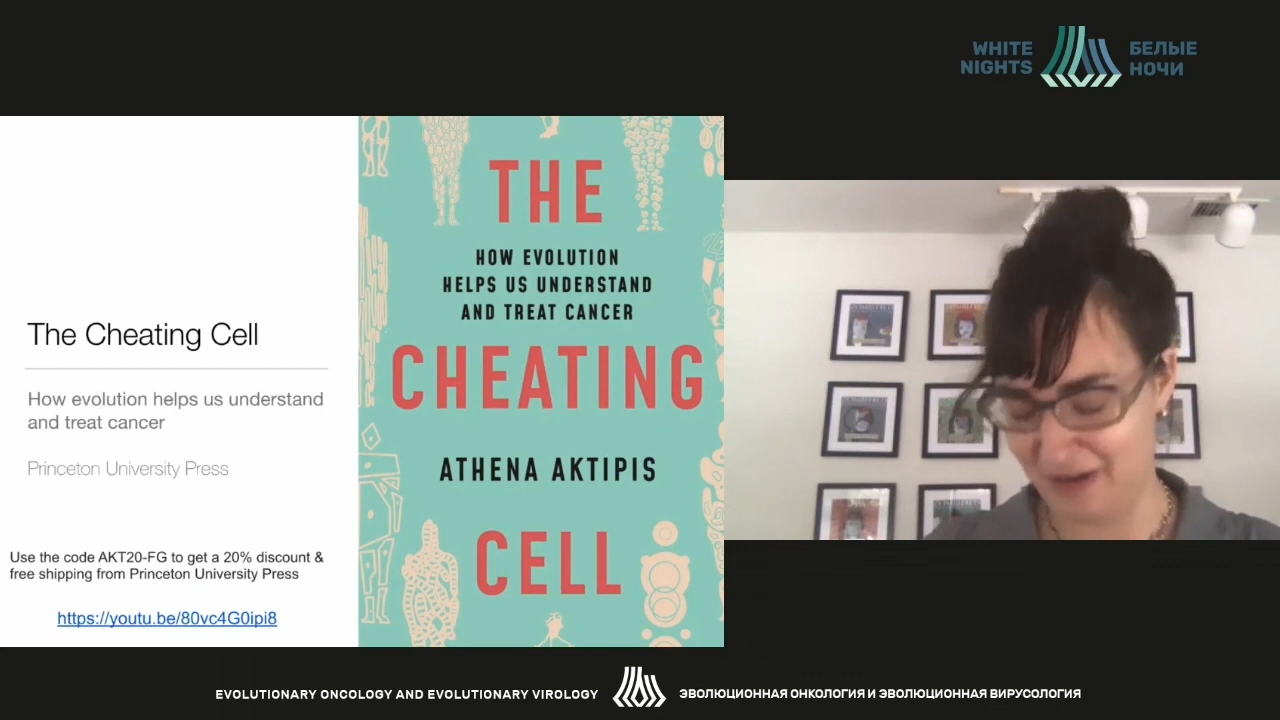 WHITE
NIGHTS
БЕЛЫЕ
НОЧИ
The Cheating Cell
How evolution helps us understand
and treat cancer
Princeton University Press
Use the code AKT20-FG to get a 20% discount &
free shipping from Princeton University Press
https://youtu.be/80vc4G0ipi8
THE
HOW EVOLUTION
HELPS US UNDERSTAND
AND TREAT CANCER
CHEATING
ATHENA AKTIPIS
CELL
EVOLUTIONARY ONCOLOGY AND EVOLUTIONARY VIROLOGY
ЭВОЛЮЦИОННАЯ ОНКОЛОГИЯ И ЭВОЛЮЦИОННАЯ ВИРУСОЛОГИЯ